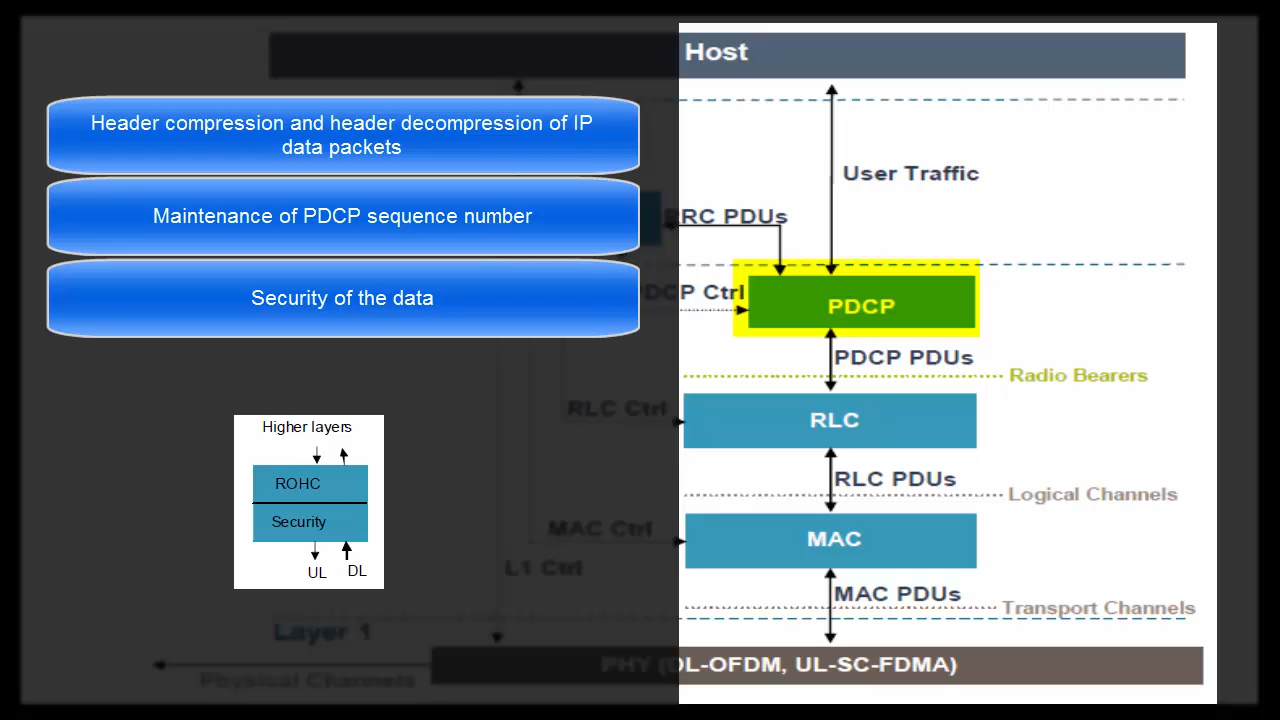 Host
Header compression and header decompression of IP
data packets
User Traffic
Maintenance of PDCP sequence number
RRC PDUs
Security of the data
PDCP Ctrl
PDCP
PDCP PDUs
Radio Bearers
RLC Ctrl
RLC
Higher layers
ROHC
Security
UL
DL
RLC PDUs
Logical Channels
MAC Ctrl
MAC
L1 Ctrl
MAC PDUs
Transport Channels
Layer 1
PHY (DL-OFDM, UL-SC-FDMA)
Physical Channels